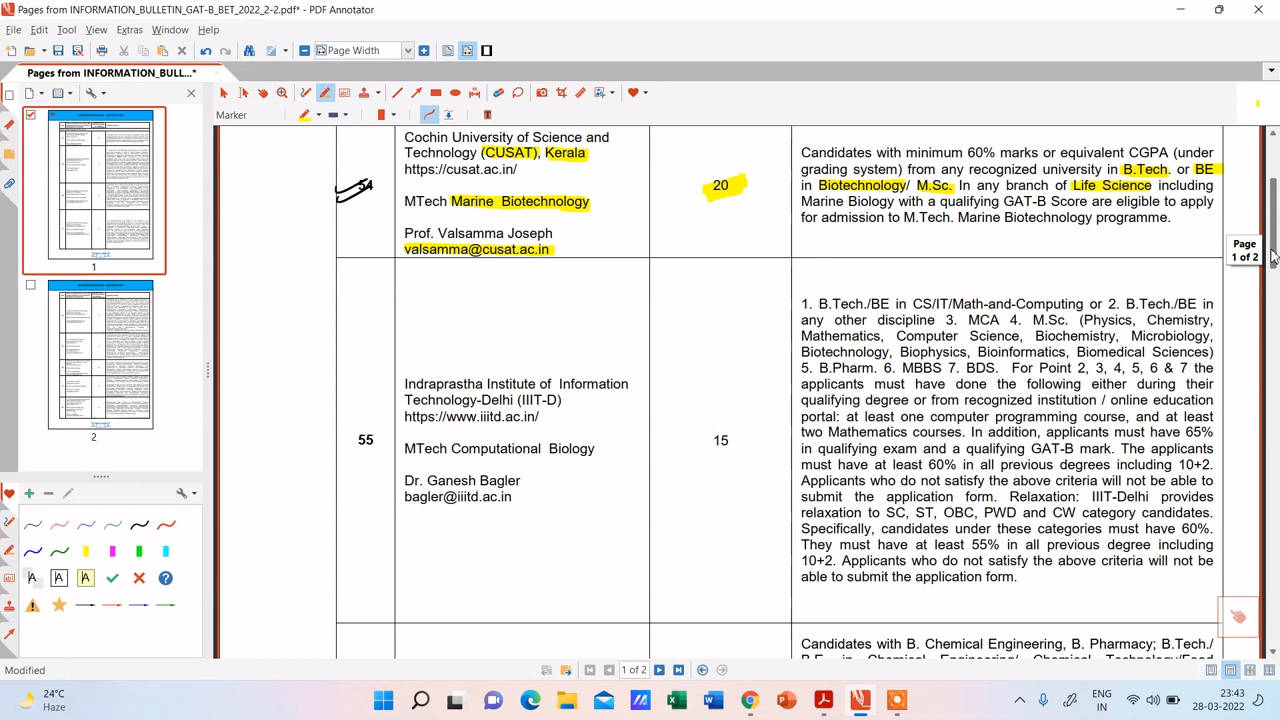 Pages from INFORMATION_BULLETIN_GAT-B_BET_2022_2-2.pdf* - PDF Annotator
File Edit Tool View Extras Window Help
Page Width
Pages from INFORMATION_BULL...*
Marker
1
2
Cochin University of Science and
Technology (CUSAT), Kerala
https://cusat.ac.in/
MTech Marine Biotechnology
Prof. Valsamma Joseph
valsamma@cusat.ac.in
20
Candidates with minimum 60% marks or equivalent CGPA (under
grading system) from any recognized university in B.Tech. or BE
in Biotechnology/ M.Sc. In any branch of Life Science including
Marine Biology with a qualifying GAT-B Score are eligible to apply
for admission to M.Tech. Marine Biotechnology programme.
Page
1 of 2
55
Indraprastha Institute of Information
Technology-Delhi (IIIT-D)
https://www.iiitd.ac.in/
MTech Computational Biology
Dr. Ganesh Bagler
bagler@iiitd.ac.in
15
1. B.Tech./BE in CS/IT/Math-and-Computing or 2. B.Tech./BE in
any other discipline 3. MCA 4. M.Sc. (Physics, Chemistry,
Mathematics, Computer Science, Biochemistry, Microbiology,
Biotechnology, Biophysics, Bioinformatics, Biomedical Sciences)
5. B.Pharm. 6. MBBS 7. BDS. For Point 2, 3, 4, 5, 6 & 7 the
applicants must have done the following either during their
qualifying degree or from recognized institution / online education
portal: at least one computer programming course, and at least
two Mathematics courses. In addition, applicants must have 65%
in qualifying exam and a qualifying GAT-B mark. The applicants
must have at least 60% in all previous degrees including 10+2.
Applicants who do not satisfy the above criteria will not be able to
submit the application form. Relaxation: IIIT-Delhi provides
relaxation to SC, ST, OBC, PWD and CW category candidates.
Specifically, candidates under these categories must have 60%.
They must have at least 55% in all previous degree including
10+2. Applicants who do not satisfy the above criteria will not be
able to submit the application form.
Candidates with B. Chemical Engineering, B. Pharmacy; B.Tech./
Modified
1 of 2
24°C
Haze
ENG
IN
23:43
28-03-2022